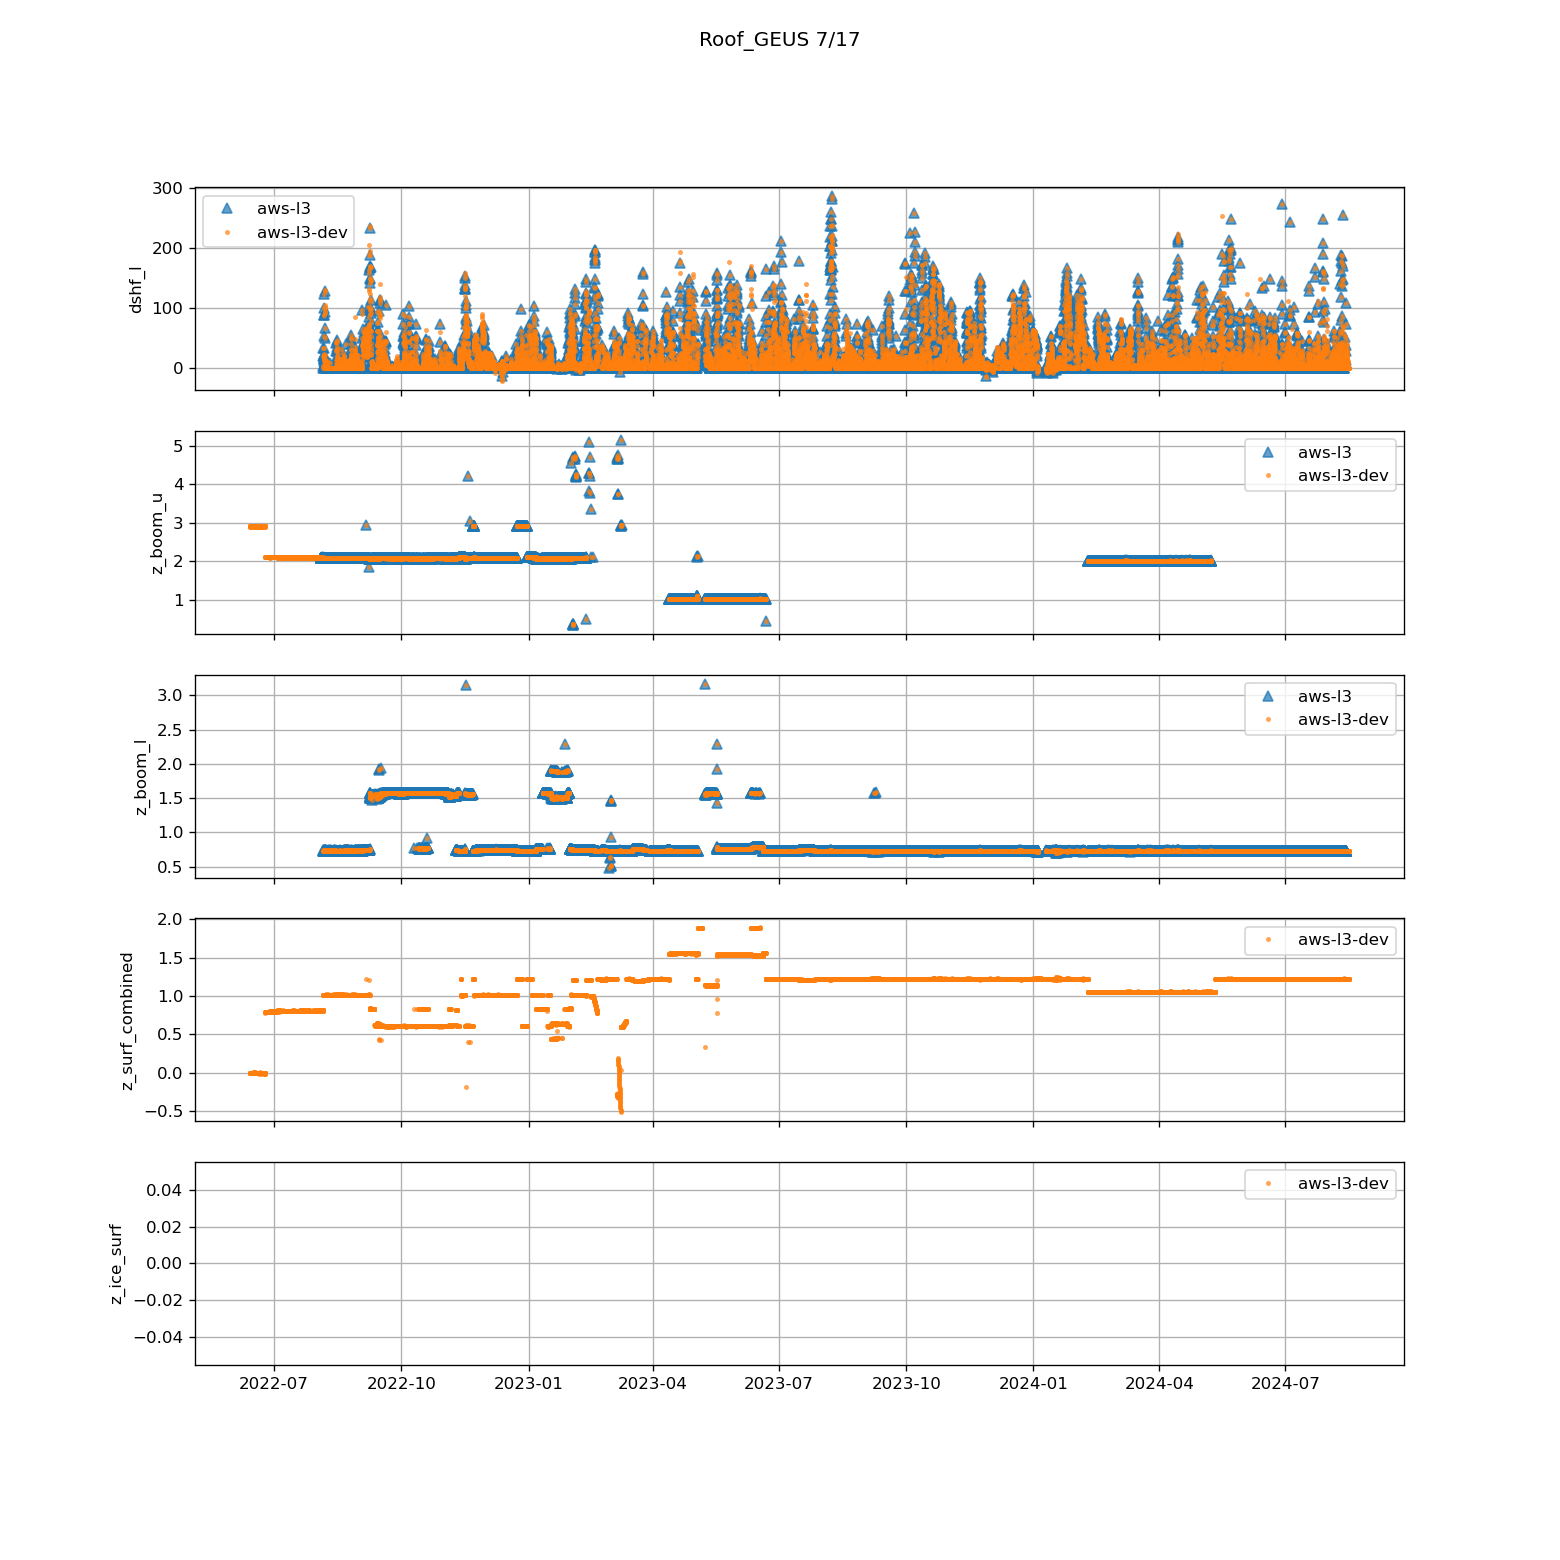 Roof_GEUS 7/17
300
200
100
0
dshf_l
aws-l3
aws-l3-dev
5
4
3
2
1
z_boom_u
aws-l3
aws-l3-dev
3.0
2.5
2.0
1.5
1.0
0.5
z_boom_l
aws-l3
aws-l3-dev
2.0
1.5
1.0
0.5
0.0
−0.5
z_surf_combined
aws-l3-dev
0.04
0.02
0.00
−0.02
−0.04
z_ice_surf
aws-l3-dev
2022-07 2022-10 2023-01 2023-04 2023-07 2023-10 2024-01 2024-04 2024-07